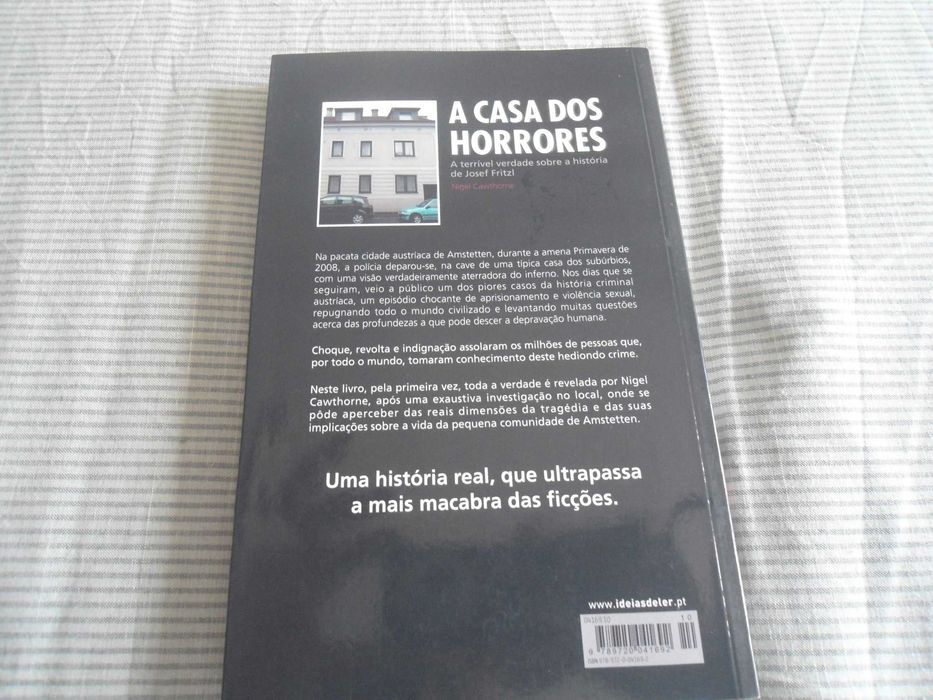 A CASA DOS
HORRORES
A terrível verdade sobre a história
de Josef Fritzl
Nigel Cawthorne
Na pacata cidade austríaca de Amstetten, durante a amena Primavera de
2008, a polícia deparou-se, na cave de uma típica casa dos subúrbios,
com uma visão verdadeiramente aterradora do inferno. Nos dias que se
seguiram, veio a público um dos piores casos da história criminal
austríaca, um episódio chocante de aprisionamento e violência sexual,
repugnando todo o mundo civilizado e levantando muitas questões
acerca das profundezas a que pode descer a depravação humana.
Choque, revolta e indignação assolaram os milhões de pessoas que,
por todo o mundo, tomaram conhecimento deste hediondo crime.
Neste livro, pela primeira vez, toda a verdade é revelada por Nigel
Cawthorne, após uma exaustiva investigação no local, onde se
pôde aperceber das reais dimensões da tragédia e das suas
implicações sobre a vida da pequena comunidade de Amstetten.
Uma história real, que ultrapassa
a mais macabra das ficções.
www.ideiasdeler.pt
10
9 789720 041692
ISBN